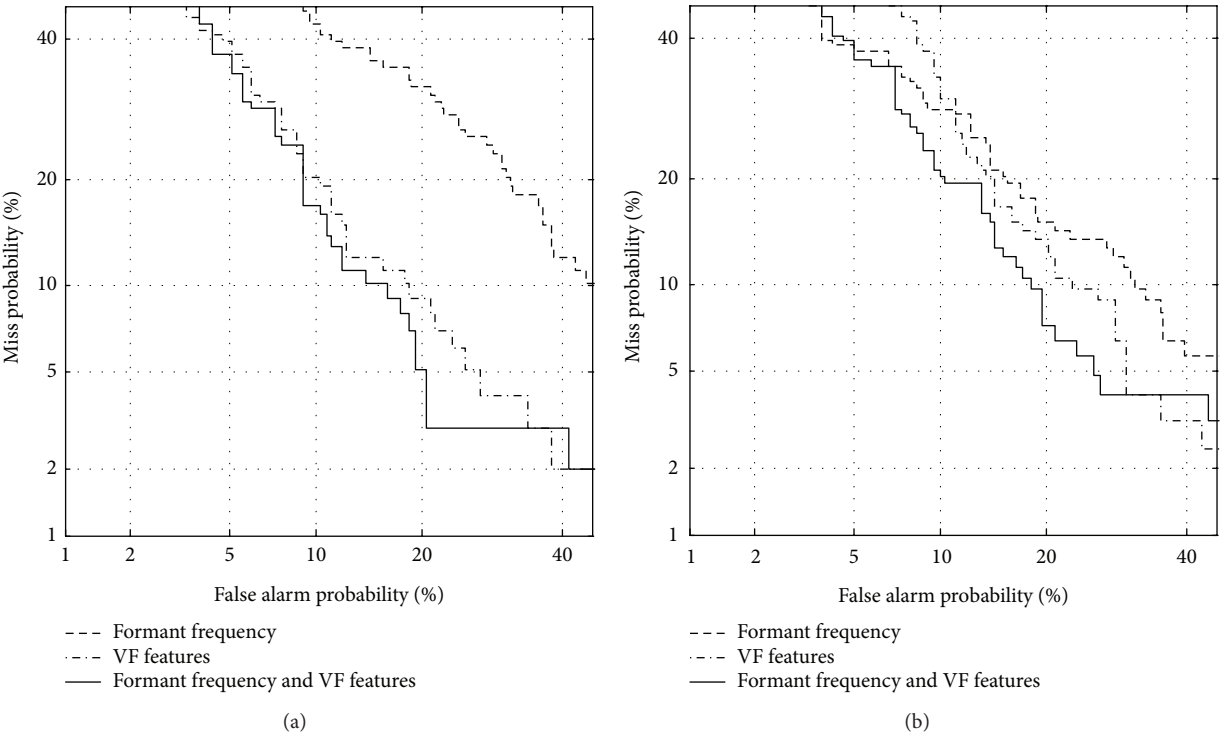 40
20
10
5
2
1
Miss probability (%)
1 2 5 10 20 40
False alarm probability (%)
Formant frequency
VF features
Formant frequency and VF features
(a)
40
20
10
5
2
1
Miss probability (%)
1 2 5 10 20 40
False alarm probability (%)
Formant frequency
VF features
Formant frequency and VF features
(b)